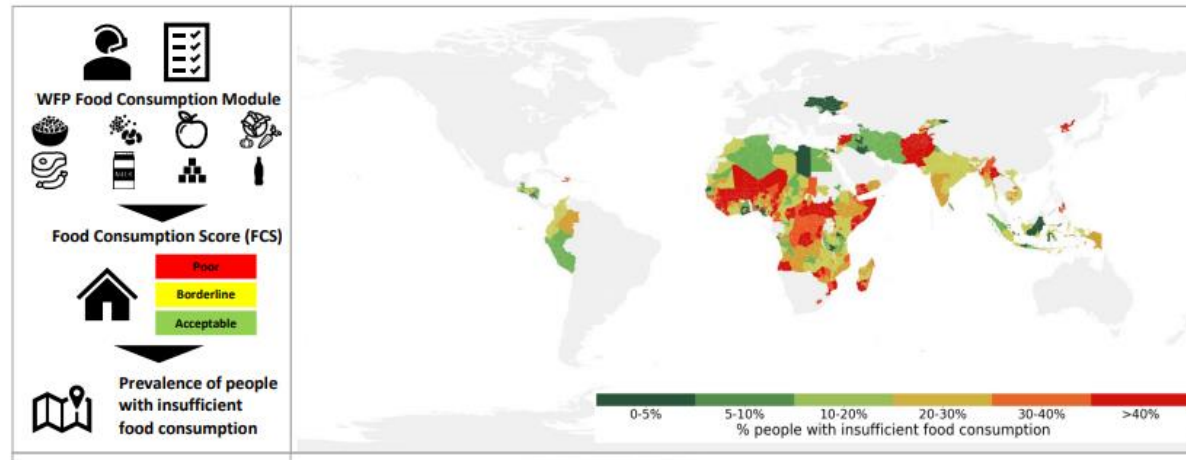 WFP Food Consumption Module
MILK
Food Consumption Score (FCS)
Poor
Borderline
Acceptable
Prevalence of people
with insufficient
food consumption
0-5%
5-10%
10-20%
20-30%
30-40%
>40%
% people with insufficient food consumption